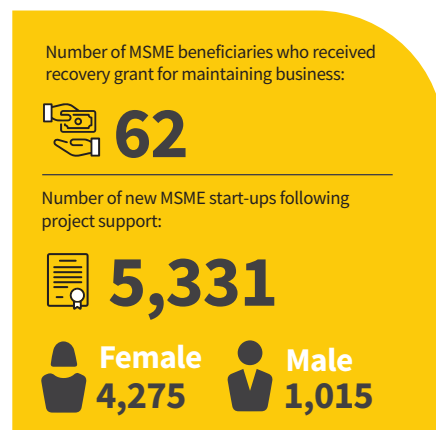 Number of MSME beneficiaries who received
recovery grant for maintaining business:
62
Number of new MSME start-ups following
project support:
5,331
Female
4,275
Male
1,015